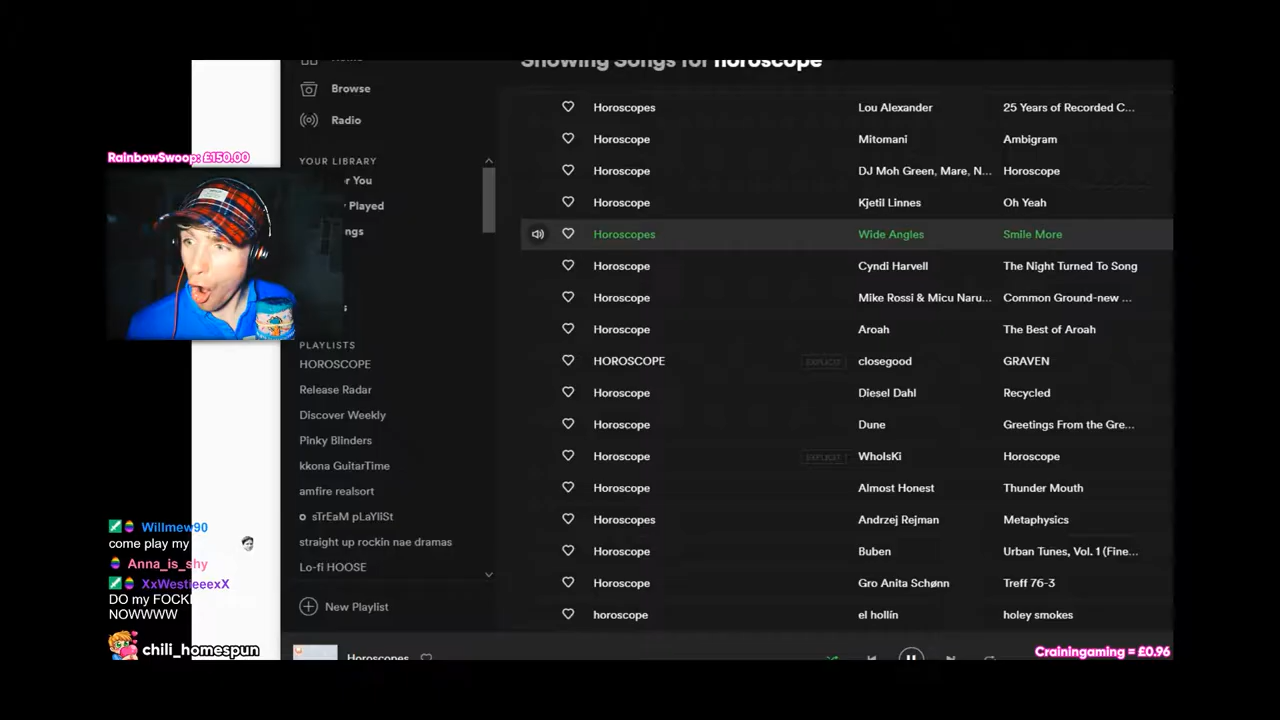 Showing Songs for horoscope
Home
Browse
Radio
YOUR LIBRARY
or You
Played
ngs
s
PLAYLISTS
HOROSCOPE
Release Radar
Discover Weekly
Pinky Blinders
kkona GuitarTime
amfire realsort
sTrEaM pLaYliSt
straight up rockin nae dramas
Lo-fi HOOSE
New Playlist
Horoscopes Lou Alexander 25 Years of Recorded C...
Horoscope Mitomani Ambigram
Horoscope DJ Moh Green, Mare, N... Horoscope
Horoscope Kjetil Linnes Oh Yeah
Horoscopes Wide Angles Smile More
Horoscope Cyndi Harvell The Night Turned To Song
Horoscope Mike Rossi & Micu Naru... Common Ground-new ...
Horoscope Aroah The Best of Aroah
HOROSCOPE EXPLICIT closegood GRAVEN
Horoscope Diesel Dahl Recycled
Horoscope Dune Greetings From the Gre...
Horoscope EXPLICIT WhoIsKi Horoscope
Horoscope Almost Honest Thunder Mouth
Horoscopes Andrzej Rejman Metaphysics
Horoscope Buben Urban Tunes, Vol. 1 (Fine...
Horoscope Gro Anita Schønn Treff 76-3
horoscope el hollín holey smokes
Horoscopes
RainbowSwoop: £150.00
Willmew90
come play my
Anna_is_shy
XxWestieeexX
DO my FOCKI
NOWWWW
chili_homespun
Crainingaming = £0.96